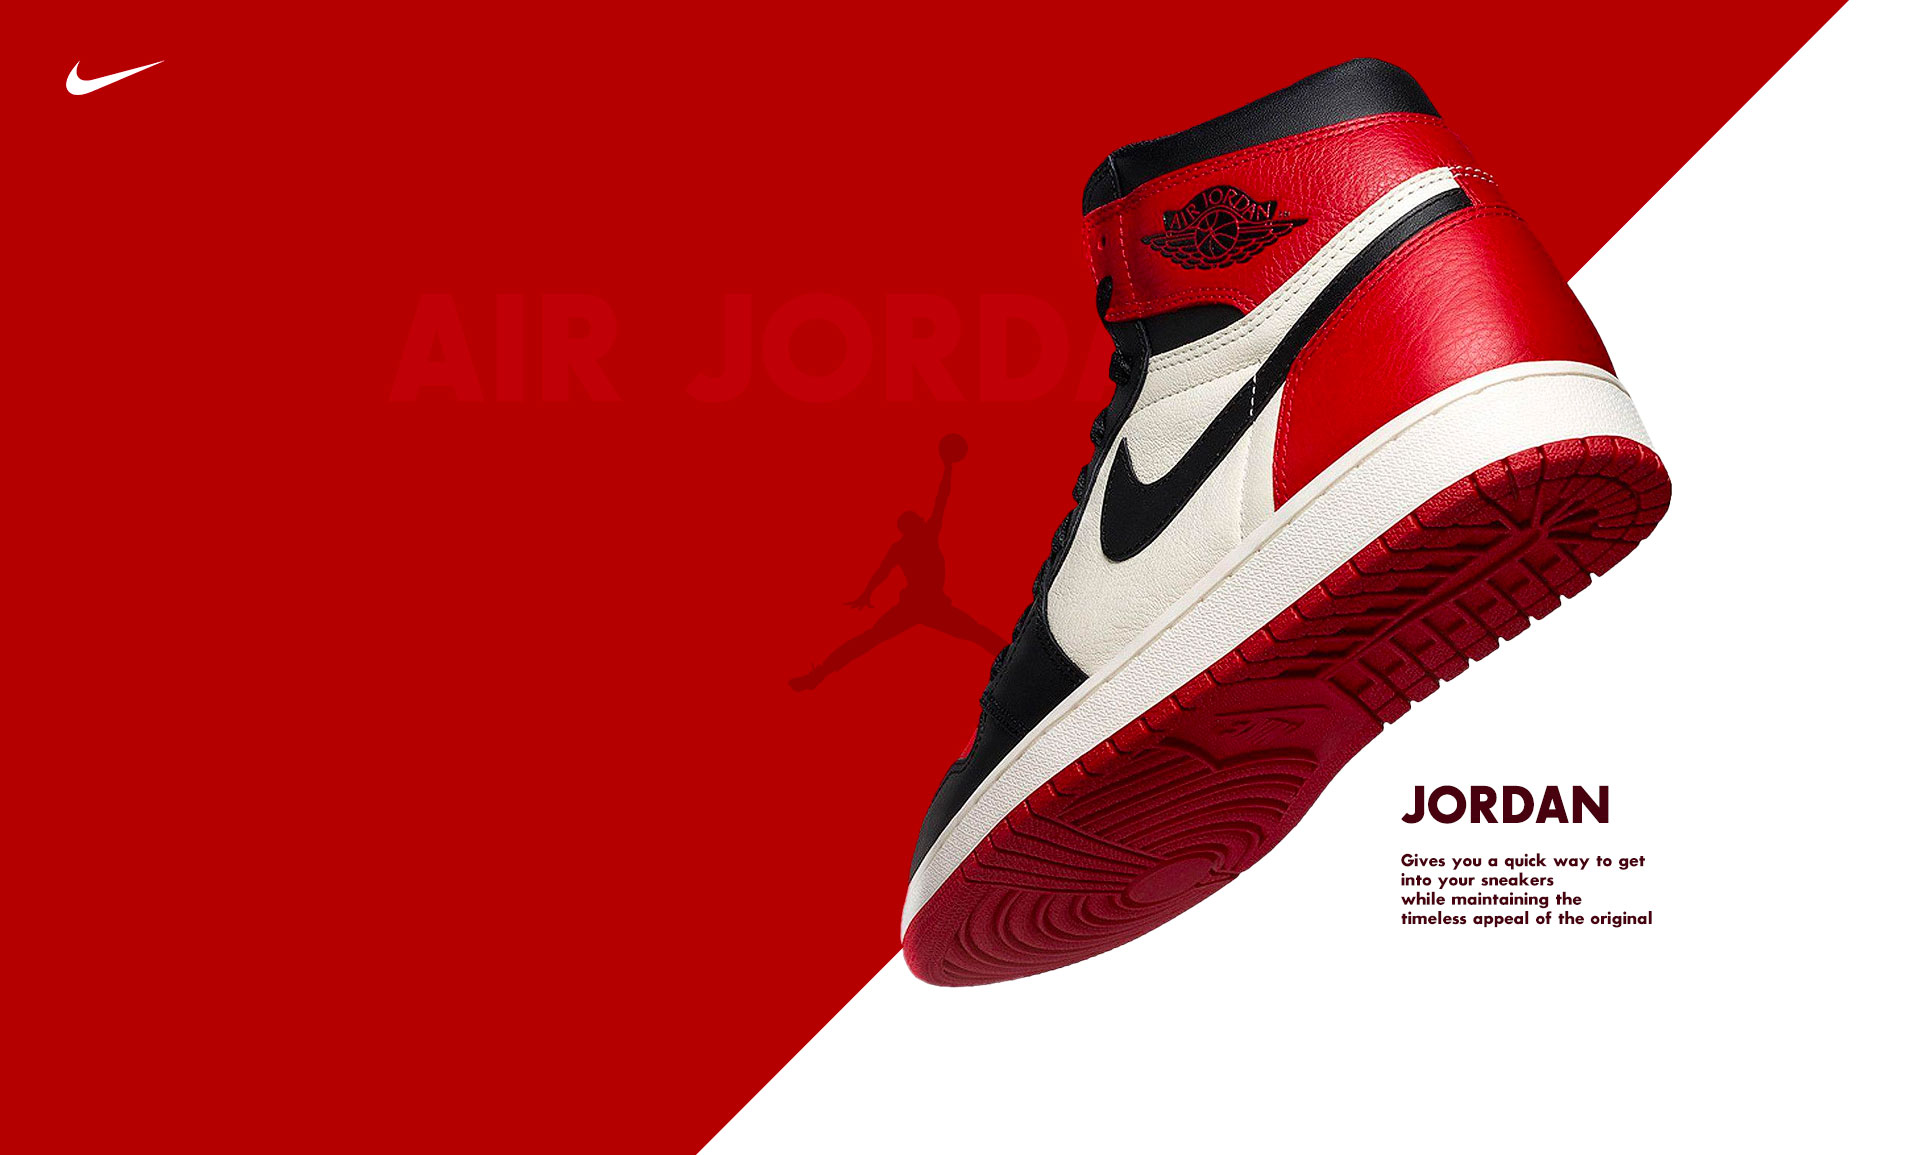 AIR JORDA
AIR JORDAN
JORDAN
Gives you a quick way to get
into your sneakers
while maintaining the
timeless appeal of the original